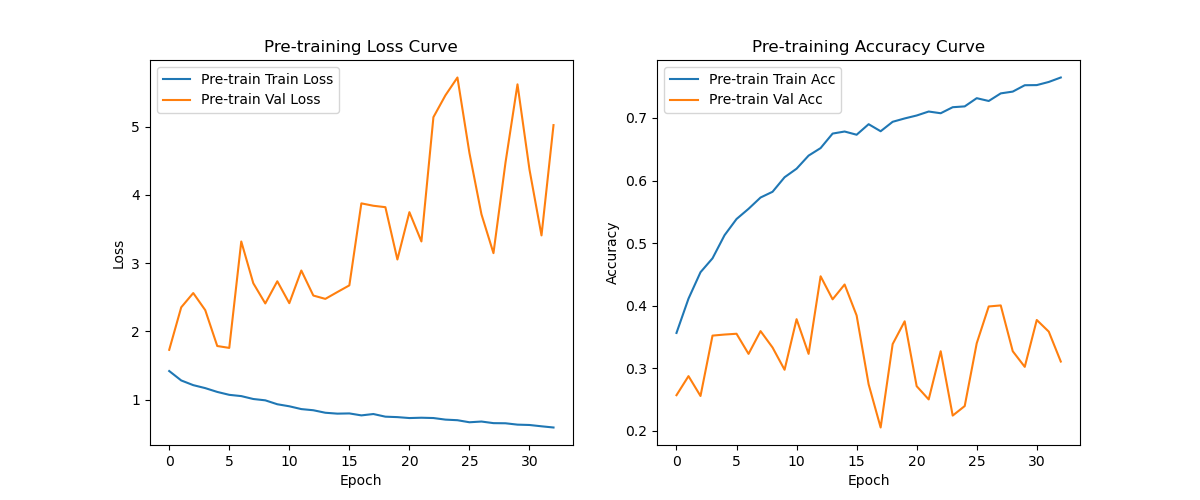 Pre-training Loss Curve
Pre-train Train Loss
Pre-train Val Loss
Loss
5
4
3
2
1
0 5 10 15 20 25 30
Epoch
Pre-training Accuracy Curve
Pre-train Train Acc
Pre-train Val Acc
Accuracy
0.7
0.6
0.5
0.4
0.3
0.2
0 5 10 15 20 25 30
Epoch